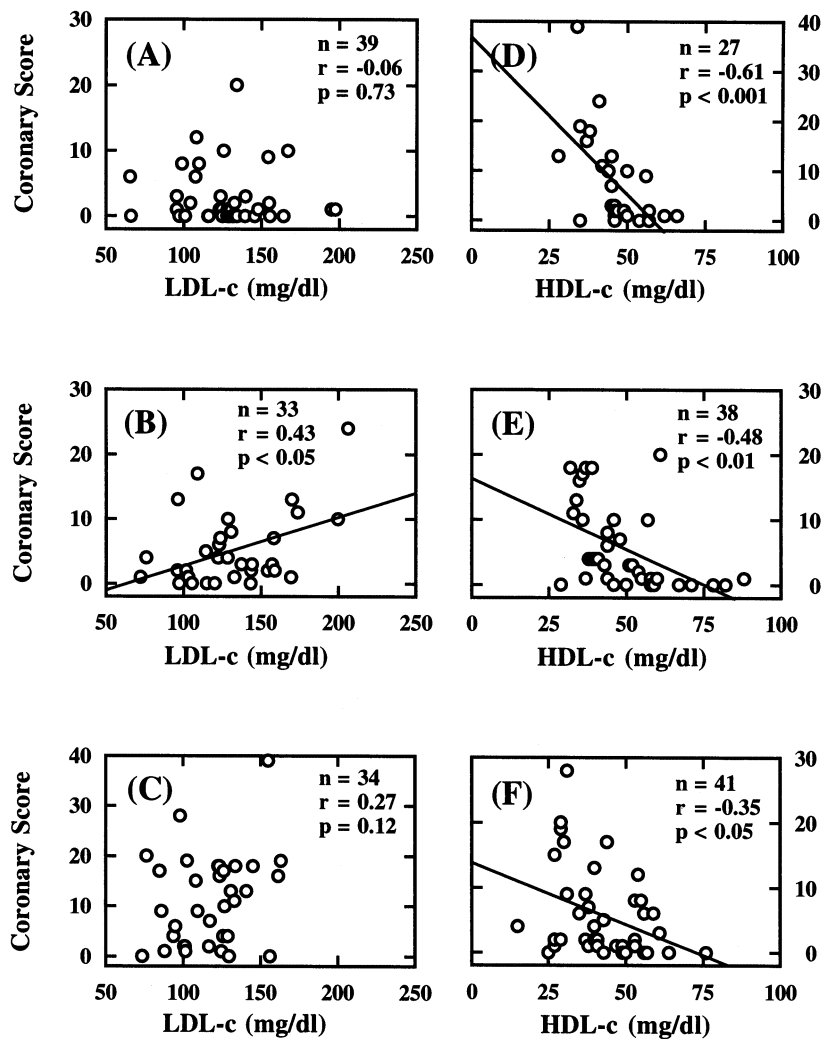 30
20
10
0
Coronary Score
(A)
n = 39
r = -0.06
p = 0.73
50 100 150 200 250
LDL-c (mg/dl)
(D)
n = 27
r = -0.61
p < 0.001
40
30
20
10
0
0 25 50 75 100
HDL-c (mg/dl)
30
20
10
0
Coronary Score
(B)
n = 33
r = 0.43
p < 0.05
50 100 150 200 250
LDL-c (mg/dl)
(E)
n = 38
r = -0.48
p < 0.01
30
20
10
0
0 25 50 75 100
HDL-c (mg/dl)
40
30
20
10
0
Coronary Score
(C)
n = 34
r = 0.27
p = 0.12
50 100 150 200 250
LDL-c (mg/dl)
(F)
n = 41
r = -0.35
p < 0.05
30
20
10
0
0 25 50 75 100
HDL-c (mg/dl)